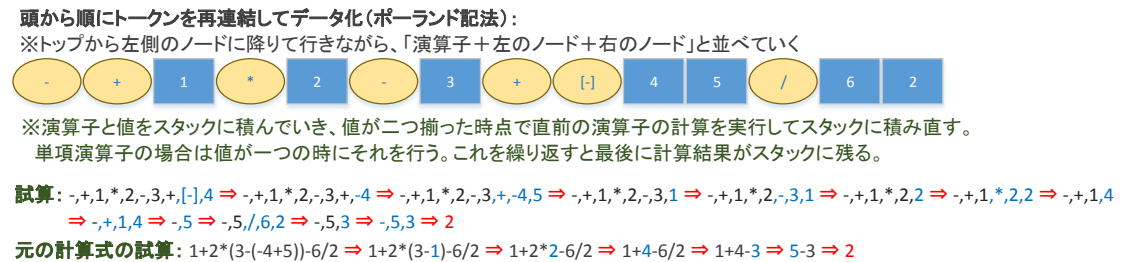 頭から順にトークンを再連結してデータ化(ポーランド記法):
※トップから左側のノードに降りて行きながら、「演算子+左のノード+右のノード」と並べていく
- + 1 * 2 - 3 + [-] 4 5 / 6 2
※演算子と値をスタックに積んでいき、値が二つ揃った時点で直前の演算子の計算を実行してスタックに積み直す。
単項演算子の場合は値が一つの時にそれを行う。これを繰り返すと最後に計算結果がスタックに残る。
試算: -,+,1,*,2,-,3,+,[-],4 ⇒ -,+,1,*,2,-,3,+,-4 ⇒ -,+,1,*,2,-,3,+,-4,5 ⇒ -,+,1,*,2,-,3,1 ⇒ -,+,1,*,2,-,3,1 ⇒ -,+,1,*,2,2 ⇒ -,+,1,*,2,2 ⇒ -,+,1,4
⇒ -,+,1,4 ⇒ -,5 ⇒ -,5,/,6,2 ⇒ -,5,3 ⇒ -,5,3 ⇒ 2
元の計算式の試算: 1+2*(3-(-4+5))-6/2 ⇒ 1+2*(3-1)-6/2 ⇒ 1+2*2-6/2 ⇒ 1+4-6/2 ⇒ 1+4-3 ⇒ 5-3 ⇒ 2